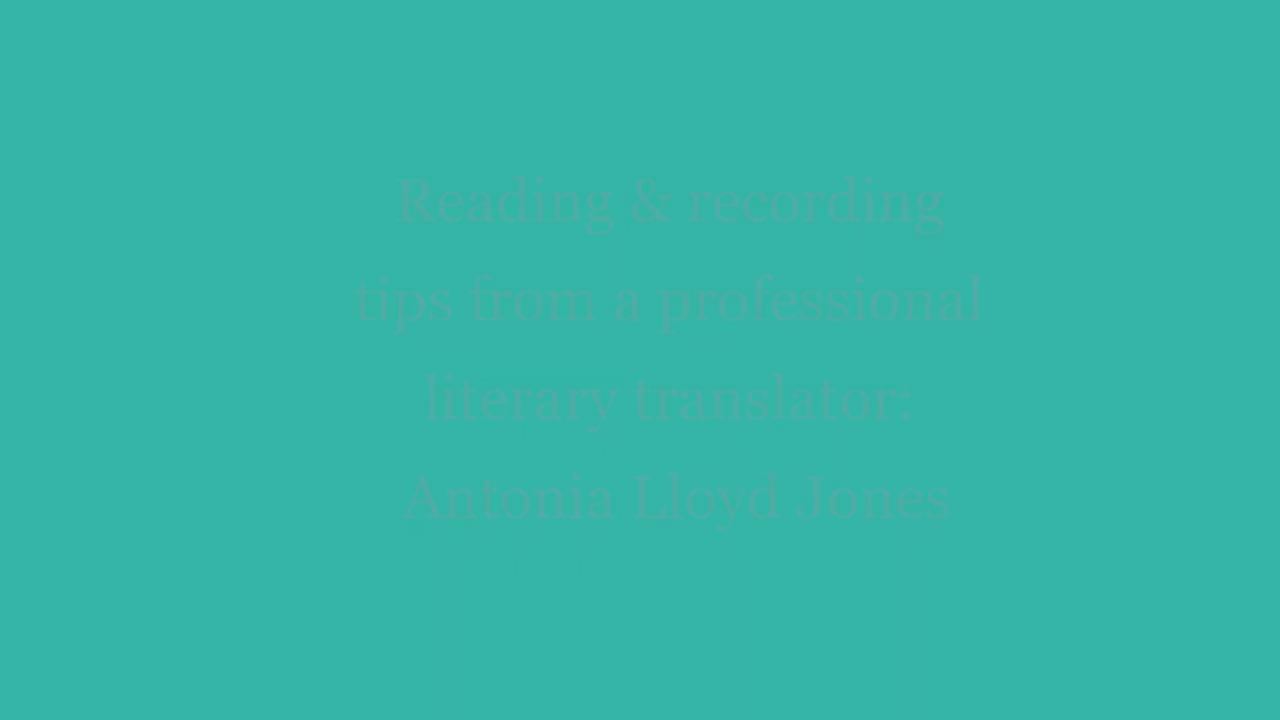 Reading & recording
tips from a professional
literary translator:
Antonia Lloyd Jones